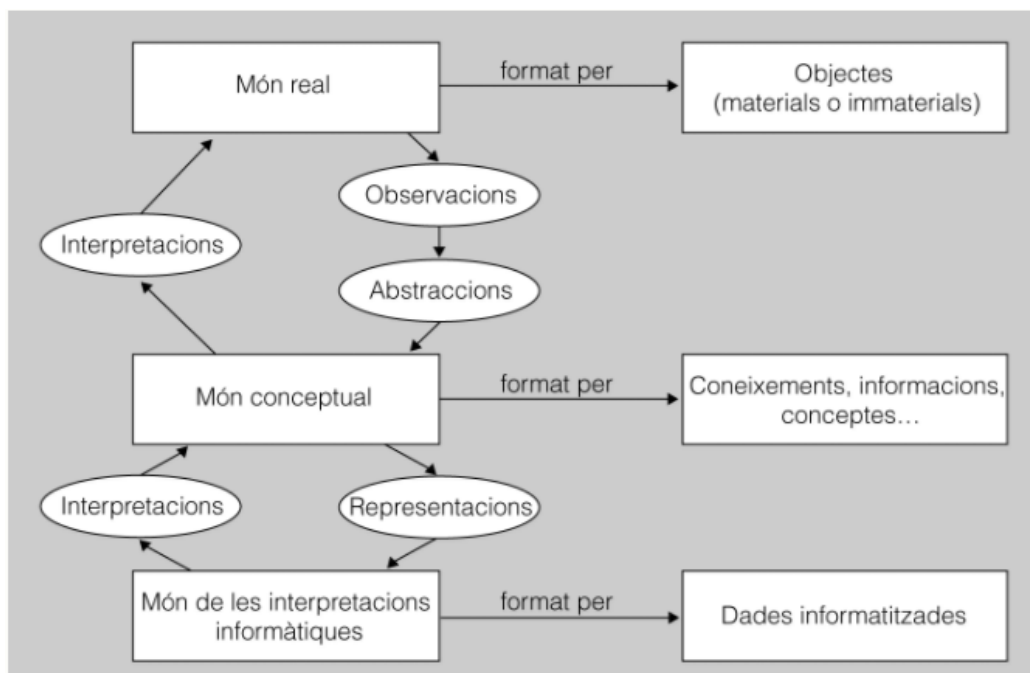 Món real
format per
Objectes
(materials o immaterials)
Observacions
Interpretacions
Abstraccions
Món conceptual
format per
Coneixements, informacions,
conceptes...
Interpretacions
Representacions
Món de les interpretacions
informàtiques
format per
Dades informatitzades